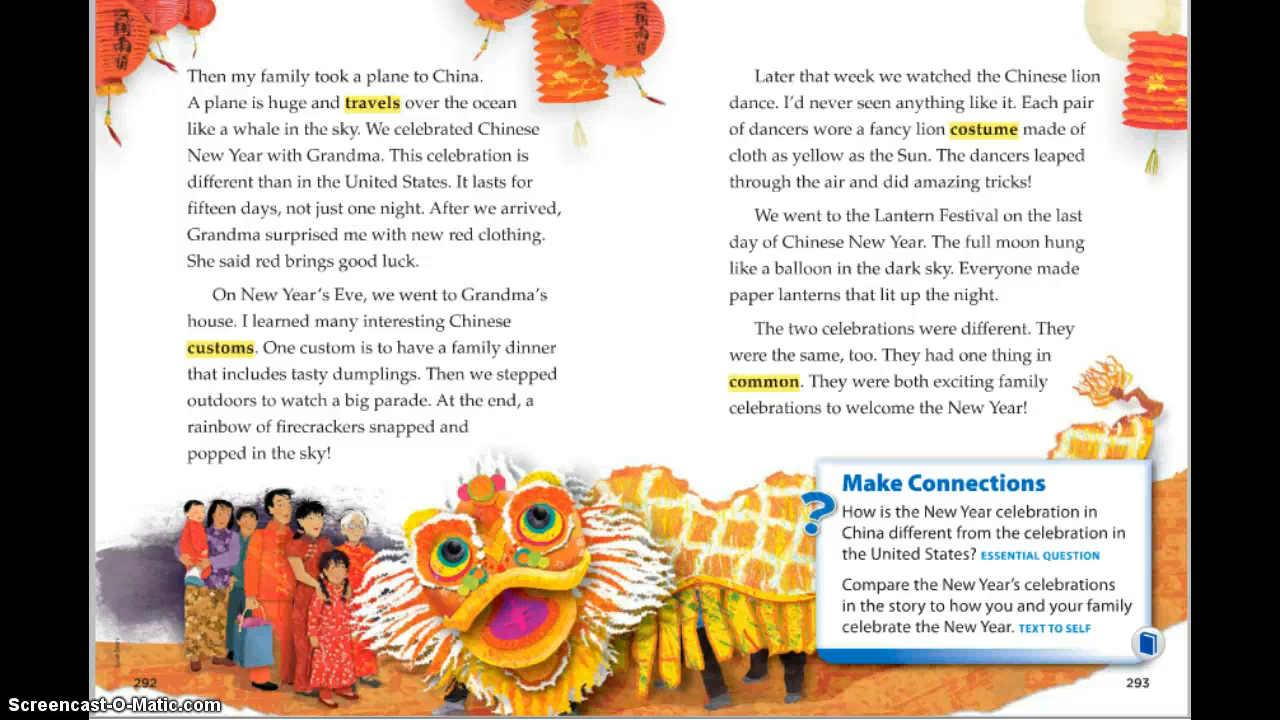 Then my family took a plane to China.
A plane is huge and travels over the ocean
like a whale in the sky. We celebrated Chinese
New Year with Grandma. This celebration is
different than in the United States. It lasts for
fifteen days, not just one night. After we arrived,
Grandma surprised me with new red clothing.
She said red brings good luck.
On New Year's Eve, we went to Grandma's
house. I learned many interesting Chinese
customs. One custom is to have a family dinner
that includes tasty dumplings. Then we stepped
outdoors to watch a big parade. At the end, a
rainbow of firecrackers snapped and
popped in the sky!
292
Later that week we watched the Chinese lion
dance. I'd never seen anything like it. Each pair
of dancers wore a fancy lion costume made of
cloth as yellow as the Sun. The dancers leaped
through the air and did amazing tricks!
We went to the Lantern Festival on the last
day of Chinese New Year. The full moon hung
like a balloon in the dark sky. Everyone made
paper lanterns that lit up the night.
The two celebrations were different. They
were the same, too. They had one thing in
common. They were both exciting family
celebrations to welcome the New Year!
?
Make Connections
How is the New Year celebration in
China different from the celebration in
the United States? ESSENTIAL QUESTION
Compare the New Year's celebrations
in the story to how you and your family
celebrate the New Year. TEXT TO SELF
293
Screencast-O-Matic.com